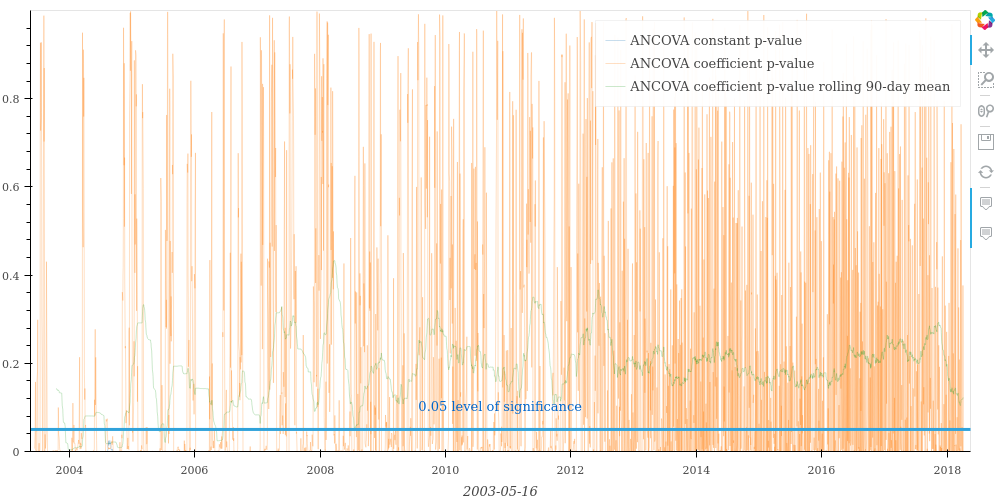 ANCOVA constant p-value
ANCOVA coefficient p-value
ANCOVA coefficient p-value rolling 90-day mean
0.8
0.6
0.4
0.2
0
0.05 level of significance
2004 2006 2008 2010 2012 2014 2016 2018
2003-05-16